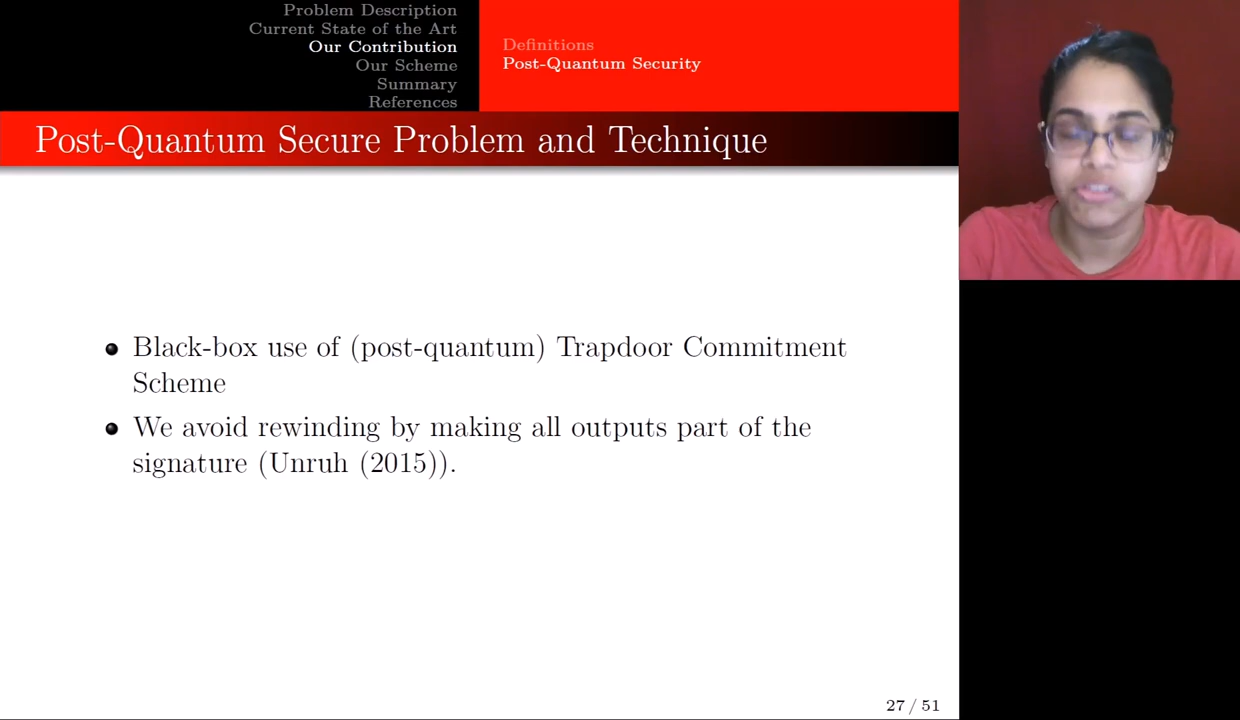 Problem Description
Current State of the Art
Our Contribution
Our Scheme
Summary
References
Definitions
Post-Quantum Security
Post-Quantum Secure Problem and Technique
Black-box use of (post-quantum) Trapdoor Commitment
Scheme
We avoid rewinding by making all outputs part of the
signature (Unruh (2015)).
27 / 51